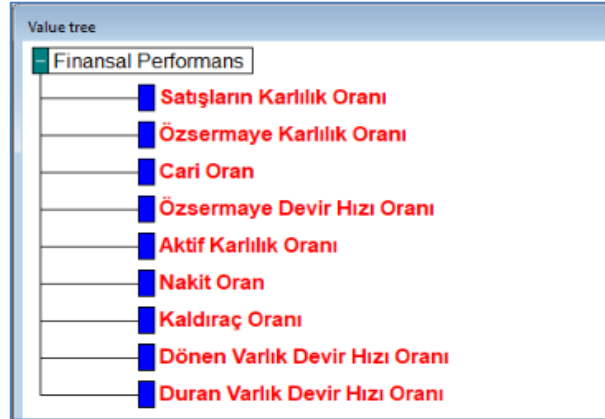 Value tree
Finansal Performans
Satışların Karlılık Oranı
Özsermaye Karlılık Oranı
Cari Oran
Özsermaye Devir Hızı Oranı
Aktif Karlılık Oranı
Nakit Oran
Kaldıraç Oranı
Dönen Varlık Devir Hızı Oranı
Duran Varlık Devir Hızı Oranı